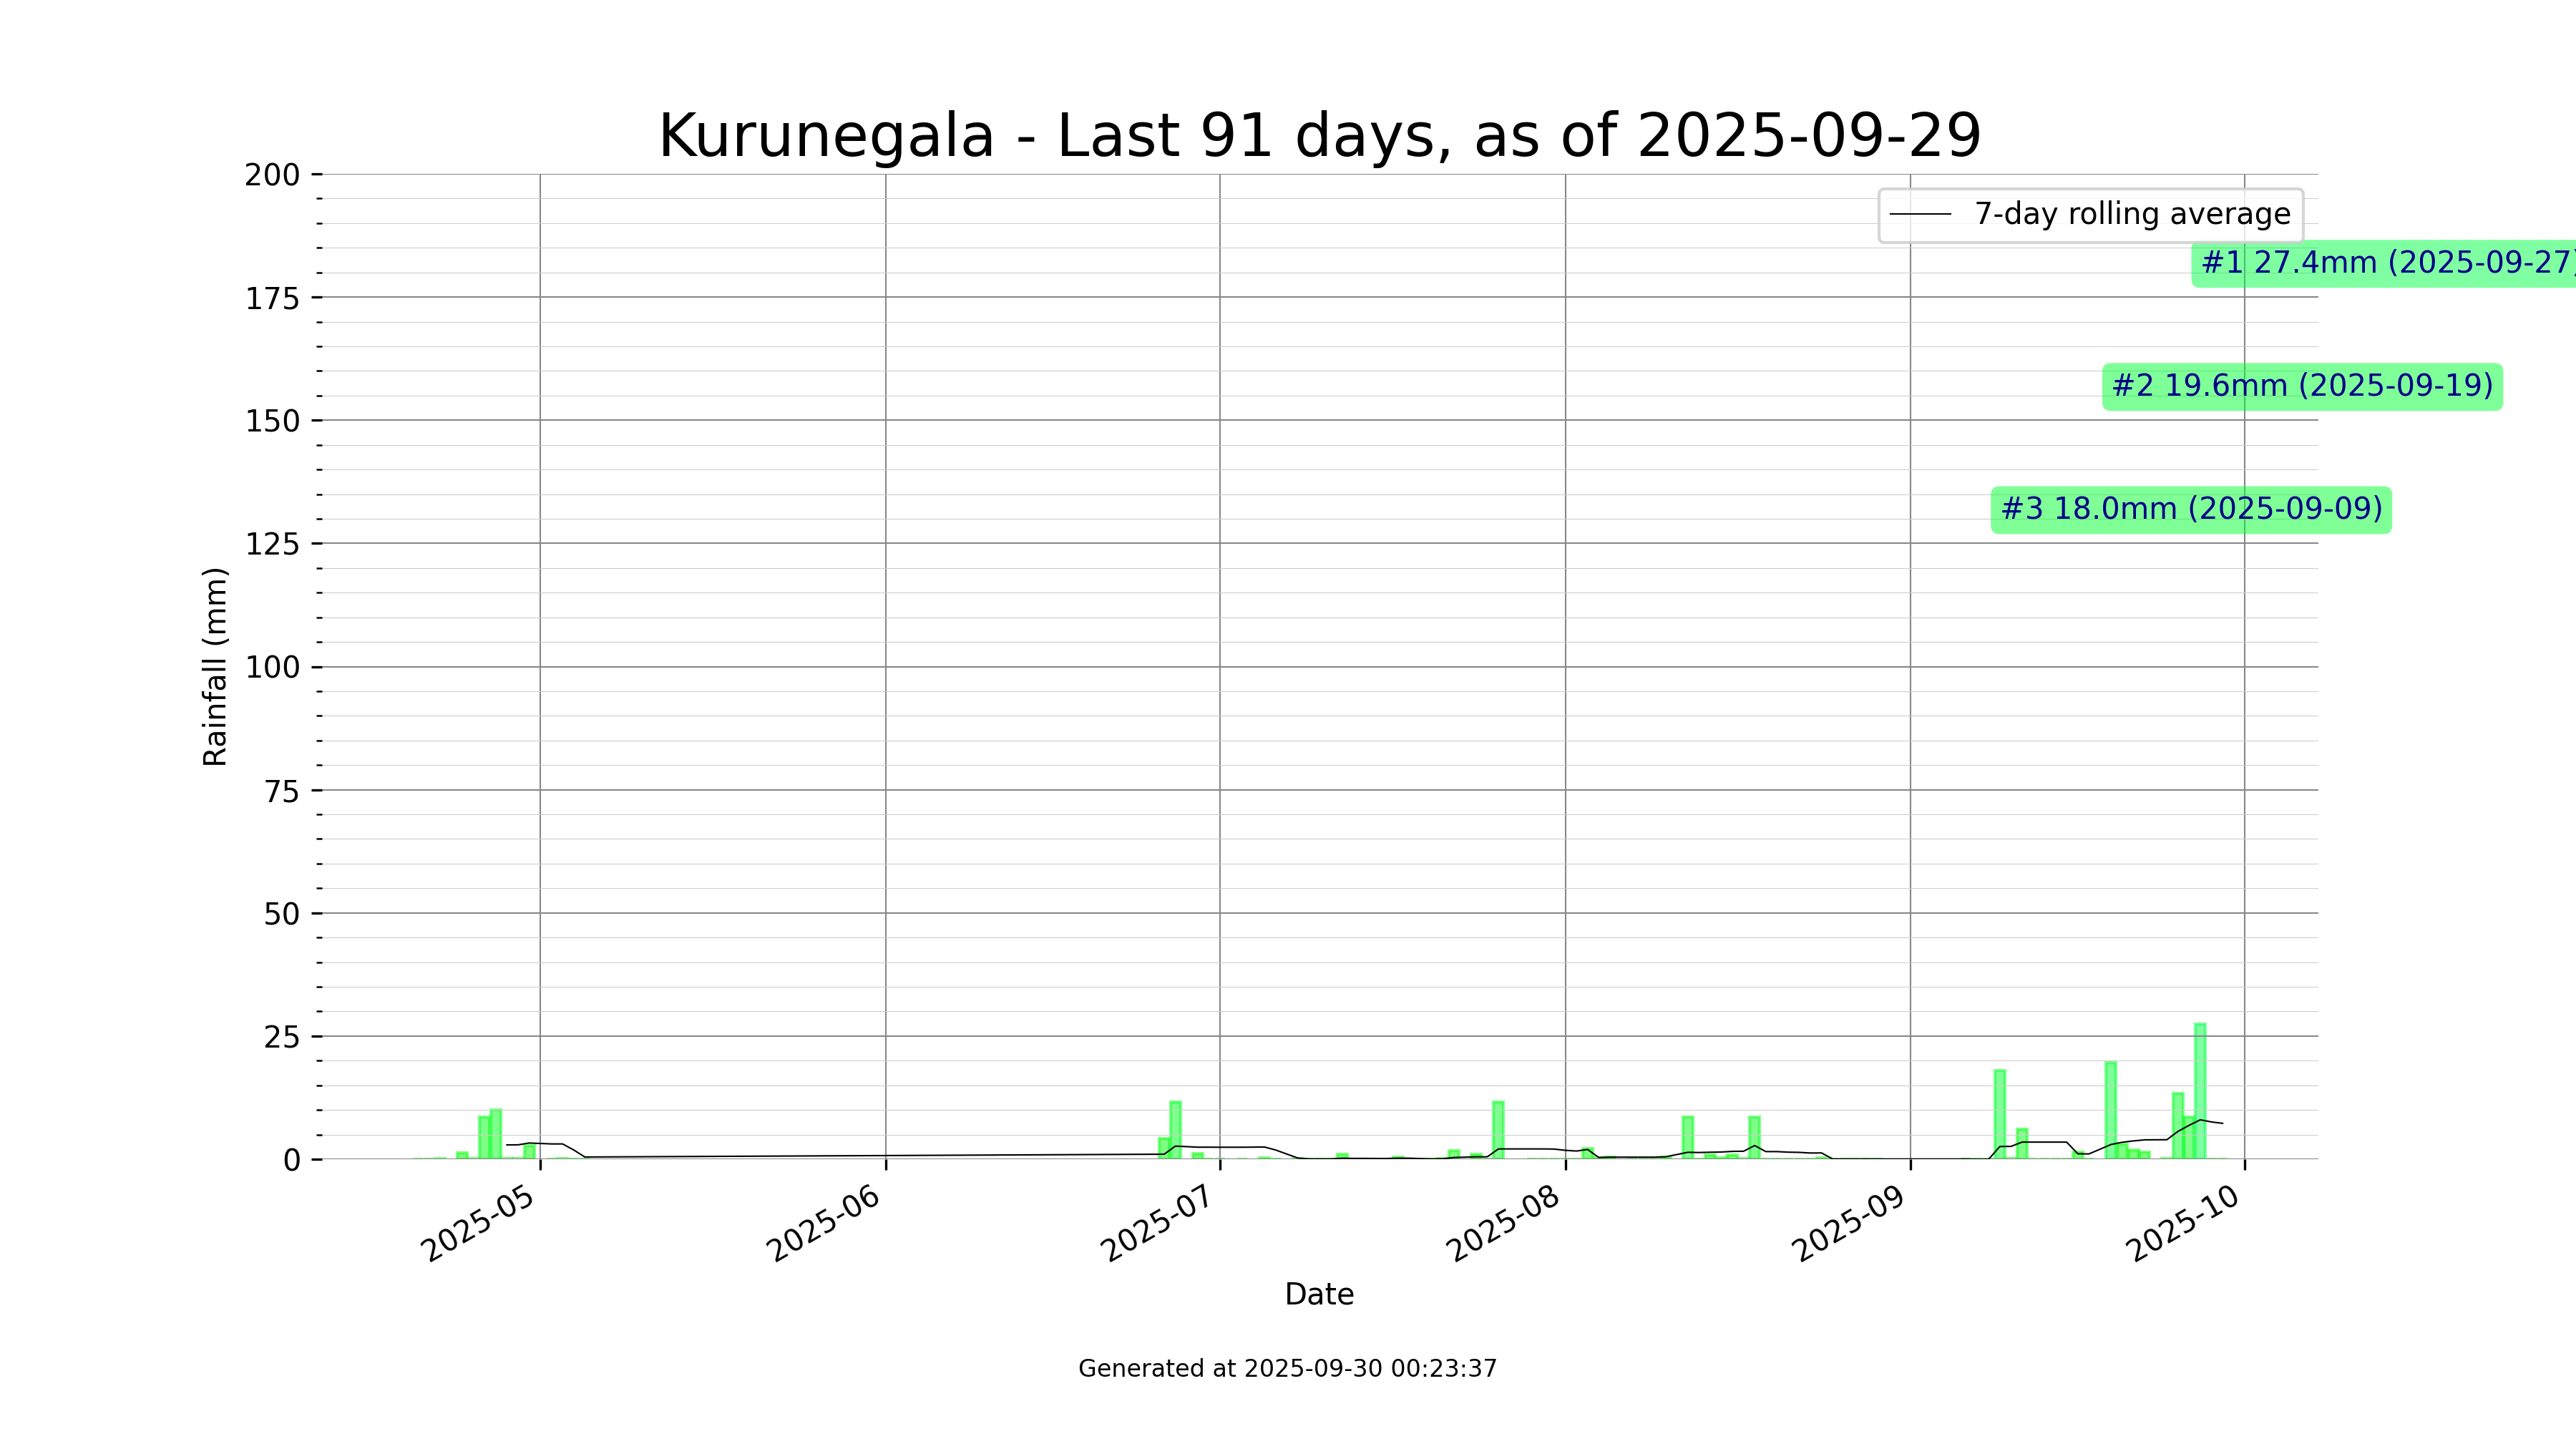 Kurunegala - Last 91 days, as of 2025-09-29
200
175
150
125
100
75
50
25
0
Rainfall (mm)
7-day rolling average
#1 27.4mm (2025-09-27)
#2 19.6mm (2025-09-19)
#3 18.0mm (2025-09-09)
2025-05
2025-06
2025-07
2025-08
2025-09
2025-10
Date
Generated at 2025-09-30 00:23:37